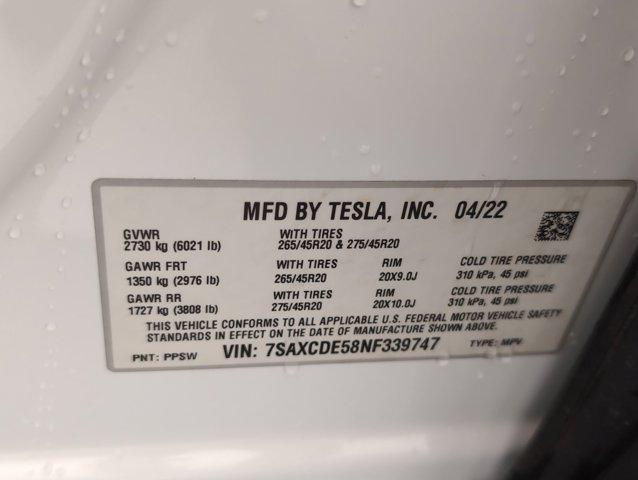 MFD BY TESLA, INC. 04/22
GVWR WITH TIRES
2730 kg (6021 lb) 265/45R20 & 275/45R20
GAWR FRT WITH TIRES RIM COLD TIRE PRESSURE
1350 kg (2976 lb) 265/45R20 20X9.0J 310 kPa, 45 psi
GAWR RR WITH TIRES RIM COLD TIRE PRESSURE
1727 kg (3808 lb) 275/45R20 20X10.0J 310 kPa, 45 psi
THIS VEHICLE CONFORMS TO ALL APPLICABLE U.S. FEDERAL MOTOR VEHICLE SAFETY
STANDARDS IN EFFECT ON THE DATE OF MANUFACTURE SHOWN ABOVE.
PNT: PPSW VIN: 7SAXCDE58NF339747 TYPE: MPV